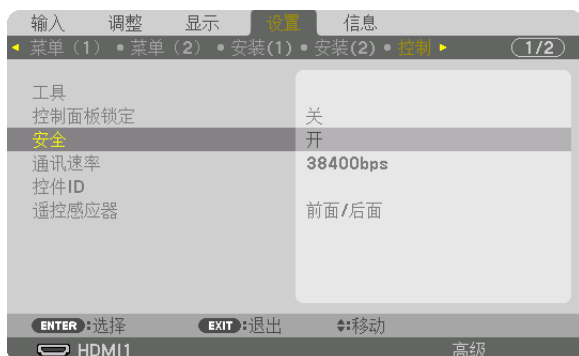 输入 调整 显示 设置 信息
菜单（1） ●菜单（2） ●安装(1) ●安装(2) ●控制 1/2
工具
控制面板锁定 关
安全 开
通讯速率 38400bps
控件ID
遥控感应器 前面/后面
ENTER:选择 EXIT:退出 :移动
HDMI1 高级